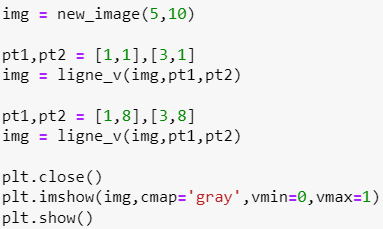 img = new_image(5,10)
pt1,pt2 = [1,1],[3,1]
img = ligne_v(img,pt1,pt2)
pt1,pt2 = [1,8],[3,8]
img = ligne_v(img,pt1,pt2)
plt.close()
plt.imshow(img,cmap='gray',vmin=0,vmax=1)
plt.show()